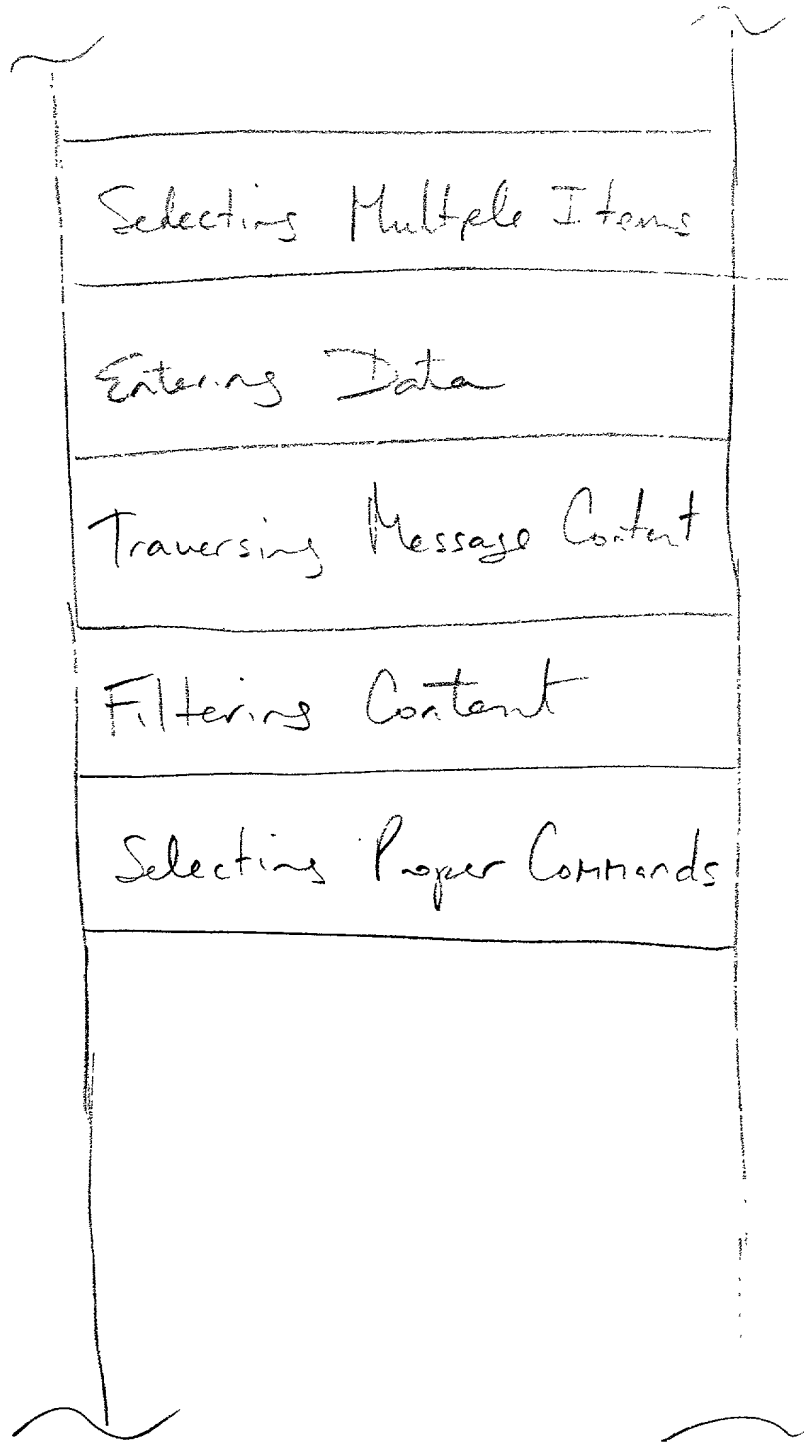 Selecting Multiple Items
Entering Data
Traversing Message Content
Filtering Content
Selecting Proper Commands